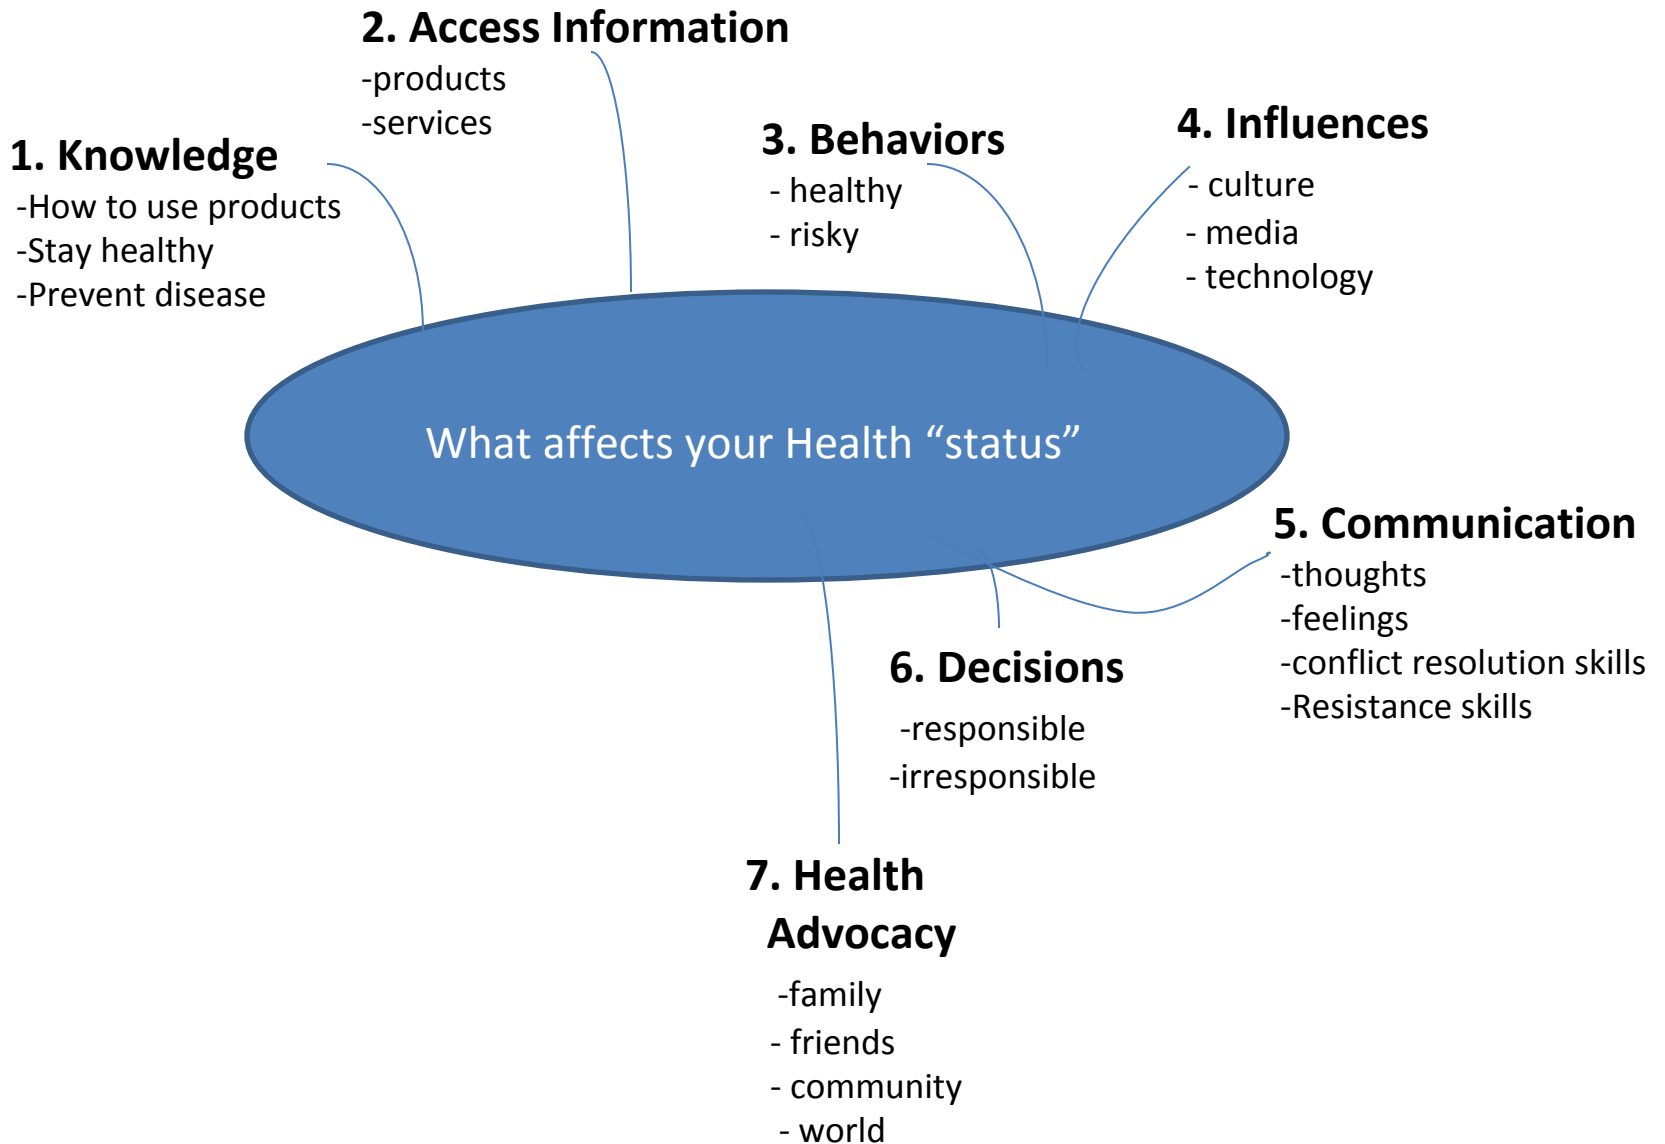 2. Access Information
-products
-services
1. Knowledge
-How to use products
-Stay healthy
-Prevent disease
3. Behaviors
- healthy
- risky
4. Influences
- culture
- media
- technology
What affects your Health “status”
5. Communication
-thoughts
-feelings
-conflict resolution skills
-Resistance skills
6. Decisions
-responsible
-irresponsible
7. Health
Advocacy
-family
- friends
- community
- world